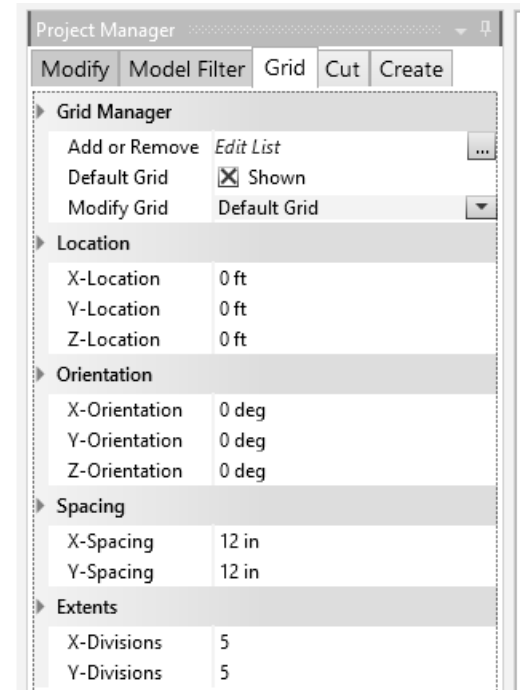 Project Manager
Modify Model Filter Grid Cut Create
Grid Manager
Add or Remove Edit List ...
Default Grid Shown
Modify Grid Default Grid
Location
X-Location 0 ft
Y-Location 0 ft
Z-Location 0 ft
Orientation
X-Orientation 0 deg
Y-Orientation 0 deg
Z-Orientation 0 deg
Spacing
X-Spacing 12 in
Y-Spacing 12 in
Extents
X-Divisions 5
Y-Divisions 5